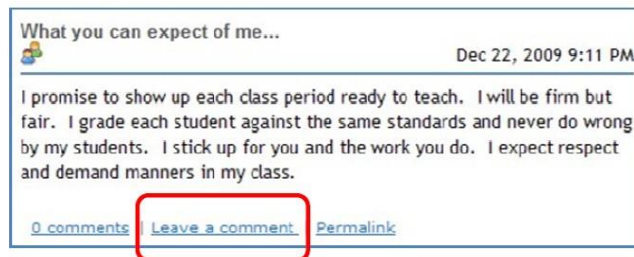 What you can expect of me...
Dec 22, 2009 9:11 PM
I promise to show up each class period ready to teach. I will be firm but
fair. I grade each student against the same standards and never do wrong
by my students. I stick up for you and the work you do. I expect respect
and demand manners in my class.
0 comments | Leave a comment Permalink